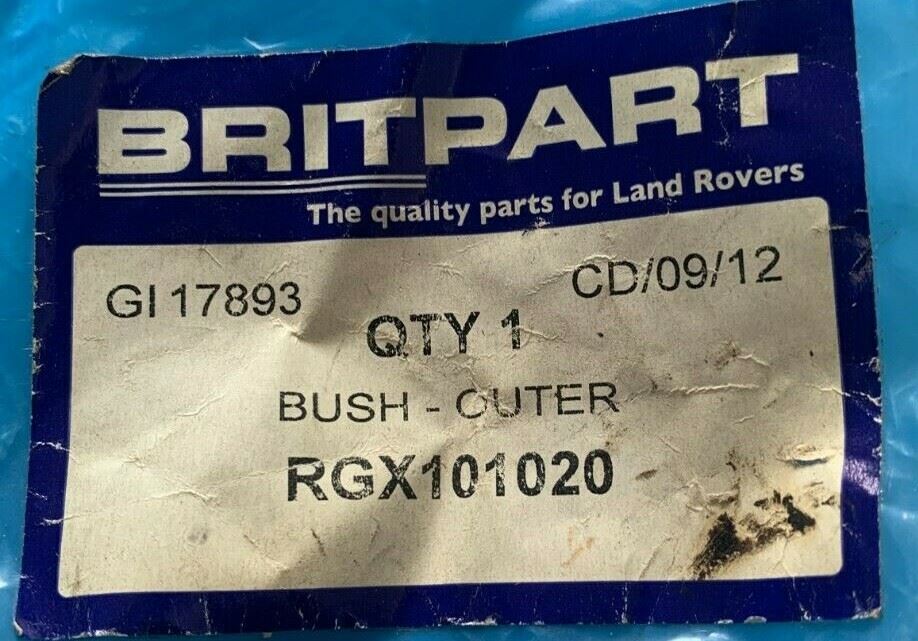 BRITPART
The quality parts for Land Rovers
GI 17893 CD/09/12
QTY 1
BUSH - OUTER
RGX101020